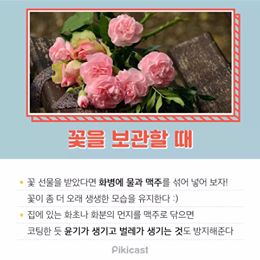 꽃을 보관할 때
• 꽃 선물을 받았다면 화병에 물과 맥주를 섞어 넣어 보자!
꽃이 좀 더 오래 생생한 모습을 유지한다 :)
• 집에 있는 화초나 화분의 먼지를 맥주로 닦으면
코팅한 듯 윤기가 생기고 벌레가 생기는 것도 방지해준다
Pikicast